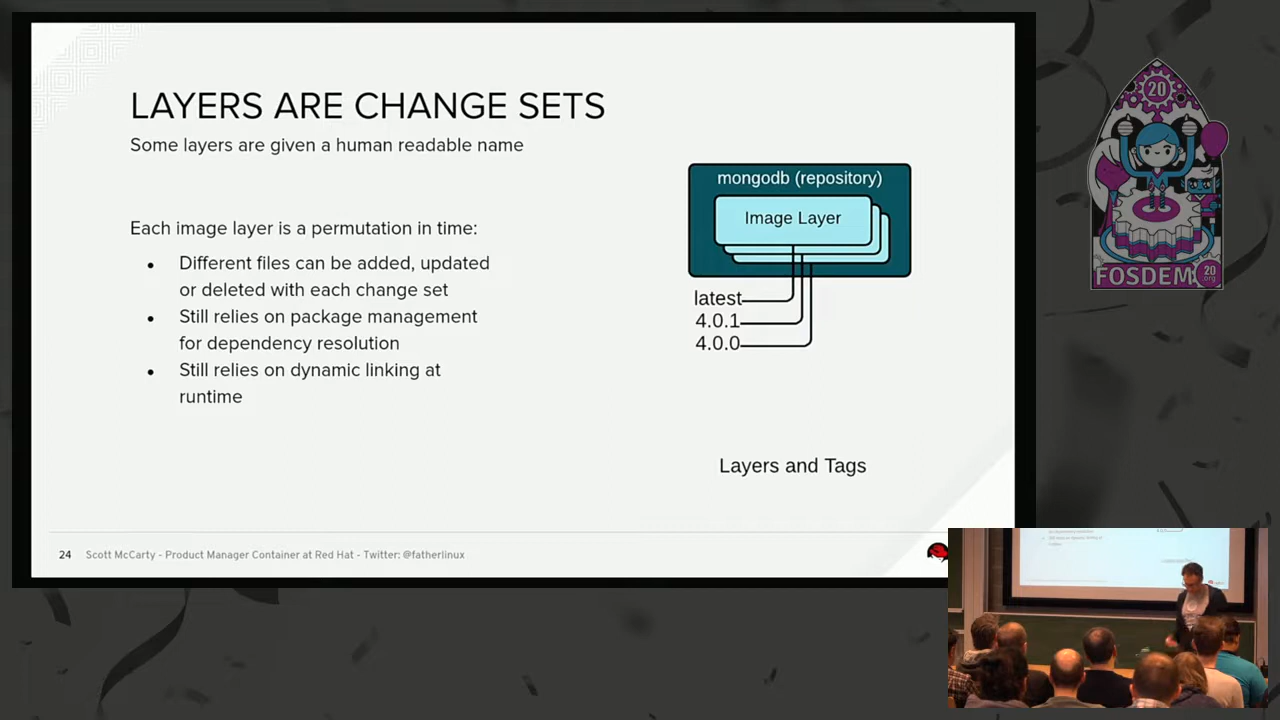 LAYERS ARE CHANGE SETS
Some layers are given a human readable name
Each image layer is a permutation in time:
Different files can be added, updated
or deleted with each change set
Still relies on package management
for dependency resolution
Still relies on dynamic linking at
runtime
mongodb (repository)
Image Layer
latest
4.0.1
4.0.0
Layers and Tags
24 Scott McCarty - Product Manager Container at Red Hat - Twitter: @fatherlinux
20
FOSDEM
20
.org